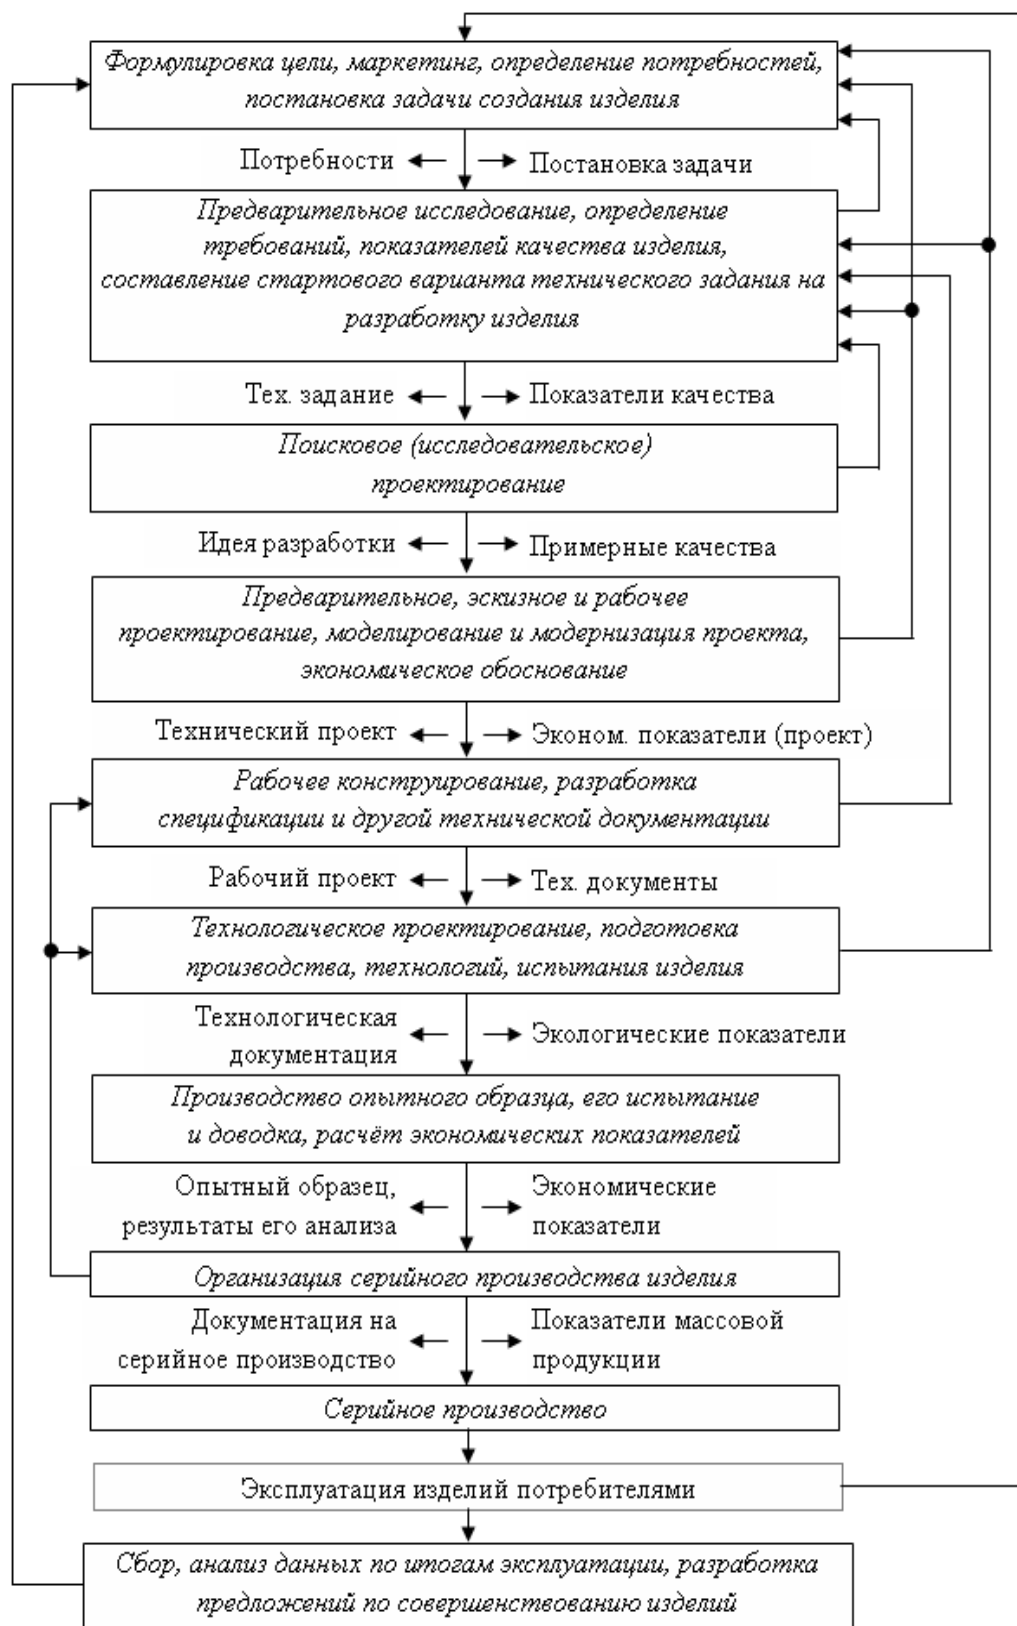 Формулировка цели, маркетинг, определение потребностей,
постановка задачи создания изделия
Потребности
Постановка задачи
Предварительное исследование, определение
требований, показателей качества изделия,
составление стартового варианта технического задания на
разработку изделия
Тех. задание
Показатели качества
Поисковое (исследовательское)
проектирование
Идея разработки
Примерные качества
Предварительное, эскизное и рабочее
проектирование, моделирование и модернизация проекта,
экономическое обоснование
Технический проект
Эконом. показатели (проект)
Рабочее конструирование, разработка
спецификации и другой технической документации
Рабочий проект
Тех. документы
Технологическое проектирование, подготовка
производства, технологий, испытания изделия
Технологическая
документация
Экологические показатели
Производство опытного образца, его испытание
и доводка, расчёт экономических показателей
Опытный образец,
результаты его анализа
Экономические
показатели
Организация серийного производства изделия
Документация на
серийное производство
Показатели массовой
продукции
Серийное производство
Эксплуатация изделий потребителями
Сбор, анализ данных по итогам эксплуатации, разработка
предложений по совершенствованию изделий